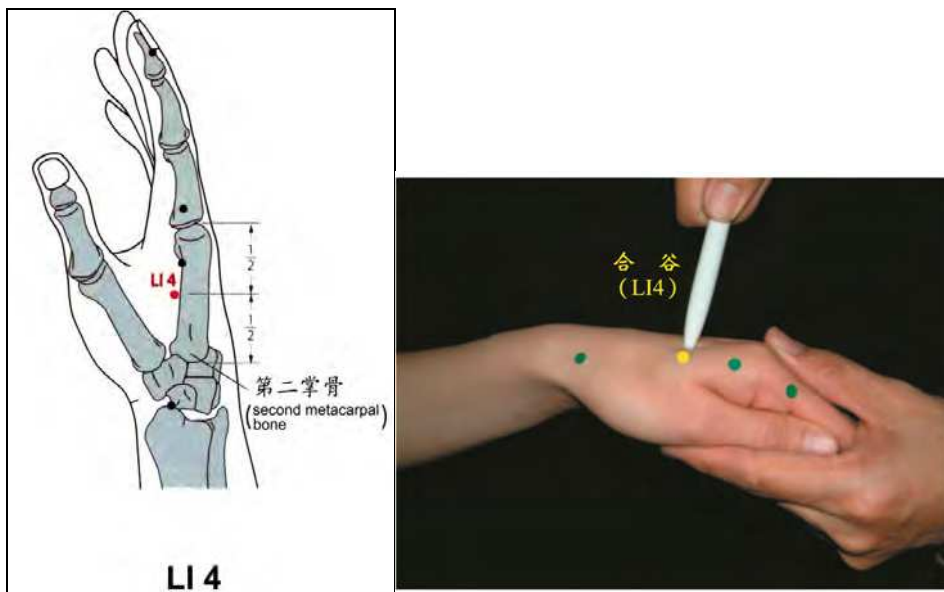 LI 4
1/2
1/2
第二掌骨
(second metacarpal
bone)
LI 4
合 谷
(LI4)